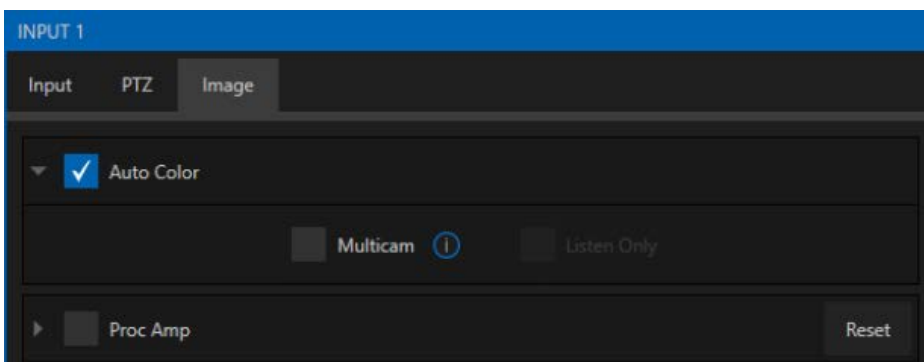 INPUT 1
Input PTZ Image
Auto Color
Multicam Listen Only
Proc Amp Reset